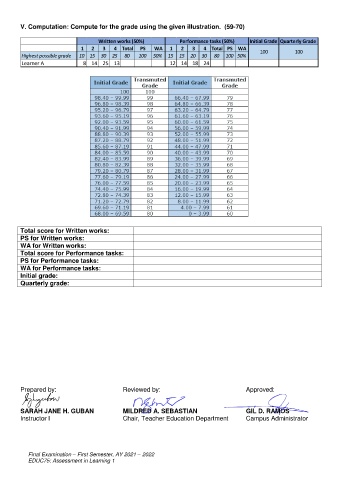 V. Computation: Compute for the grade using the given illustration. (59-70)
Written works (50%) Performance tasks (50%) Initial Grade Quarterly Grade
1 2 3 4 Total PS WA 1 2 3 4 Total PS WA 100 100
Highest possible grade 10 15 30 25 80 100 50% 15 15 20 30 80 100 50%
Learner A 8 14 25 13 12 14 18 24
Initial Grade Transmuted Grade Initial Grade Transmuted Grade
100 100
98.40 – 99.99 99 66.40 – 67.99 79
96.80 – 98.39 98 64.80 – 66.39 78
95.20 – 96.79 97 63.20 – 64.79 77
93.60 – 95.19 96 61.60 – 63.19 76
92.00 – 93.59 95 60.00 – 61.59 75
90.40 – 91.99 94 56.00 – 59.99 74
88.80 – 90.39 93 52.00 – 55.99 73
87.20 – 88.79 92 48.00 – 51.99 72
85.60 – 87.19 91 44.00 – 47.99 71
84.00 – 85.59 90 40.00 – 43.99 70
82.40 – 83.99 89 36.00 – 39.99 69
80.80 – 82.39 88 32.00 – 35.99 68
79.20 – 80.79 87 28.00 – 31.99 67
77.60 – 79.19 86 24.00 – 27.99 66
76.00 – 77.59 85 20.00 – 23.99 65
74.40 – 75.99 84 16.00 – 19.99 64
72.80 – 74.39 83 12.00 – 15.99 63
71.20 – 72.79 82 8.00 – 11.99 62
69.60 – 71.19 81 4.00 – 7.99 61
68.00 – 69.59 80 0 – 3.99 60
Total score for Written works:
PS for Written works:
WA for Written works:
Total score for Performance tasks:
PS for Performance tasks:
WA for Performance tasks:
Initial grade:
Quarterly grade:
Prepared by: Reviewed by: Approved:
SARAH JANE H. GUBAN MILDRED A. SEBASTIAN GIL D. RAMOS
Instructor I Chair, Teacher Education Department Campus Administrator
Final Examination – First Semester, AY 2021 – 2022
EDUC75: Assessment in Learning 1